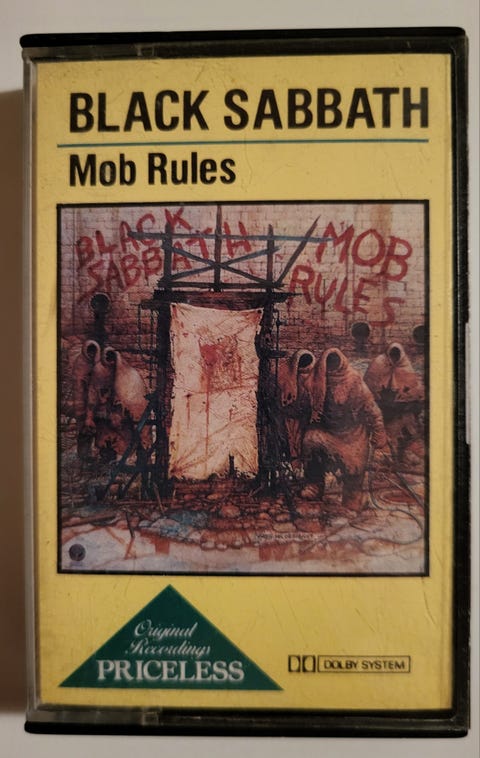 BLACK SABBATH
Mob Rules
BLACK
SABBATH
MOB
RULES
Original
Recordings
PRICELESS
DOLBY SYSTEM